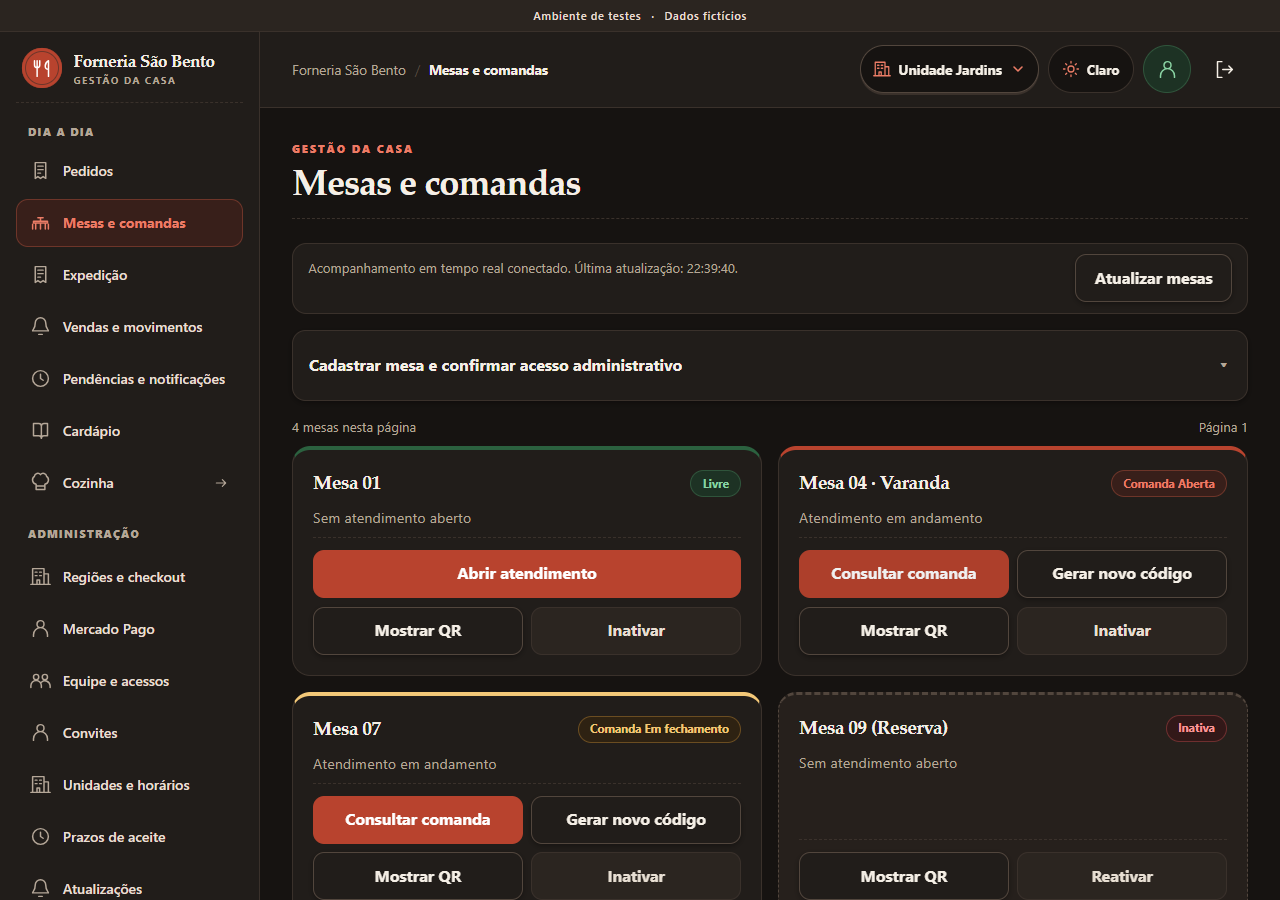 Ambiente de testes · Dados fictícios
Forneria São Bento
GESTÃO DA CASA
DIA A DIA
Pedidos
Mesas e comandas
Expedição
Vendas e movimentos
Pendências e notificações
Cardápio
Cozinha →
ADMINISTRAÇÃO
Regiões e checkout
Mercado Pago
Equipe e acessos
Convites
Unidades e horários
Prazos de aceite
Atualizações
Forneria São Bento / Mesas e comandas
Unidade Jardins
Claro
GESTÃO DA CASA
Mesas e comandas
Acompanhamento em tempo real conectado. Última atualização: 22:39:40.
Atualizar mesas
Cadastrar mesa e confirmar acesso administrativo
4 mesas nesta página
Página 1
Mesa 01
Livre
Sem atendimento aberto
Abrir atendimento
Mostrar QR
Inativar
Mesa 04 · Varanda
Comanda Aberta
Atendimento em andamento
Consultar comanda
Gerar novo código
Mostrar QR
Inativar
Mesa 07
Comanda Em fechamento
Atendimento em andamento
Consultar comanda
Gerar novo código
Mostrar QR
Inativar
Mesa 09 (Reserva)
Inativa
Sem atendimento aberto
Mostrar QR
Reativar